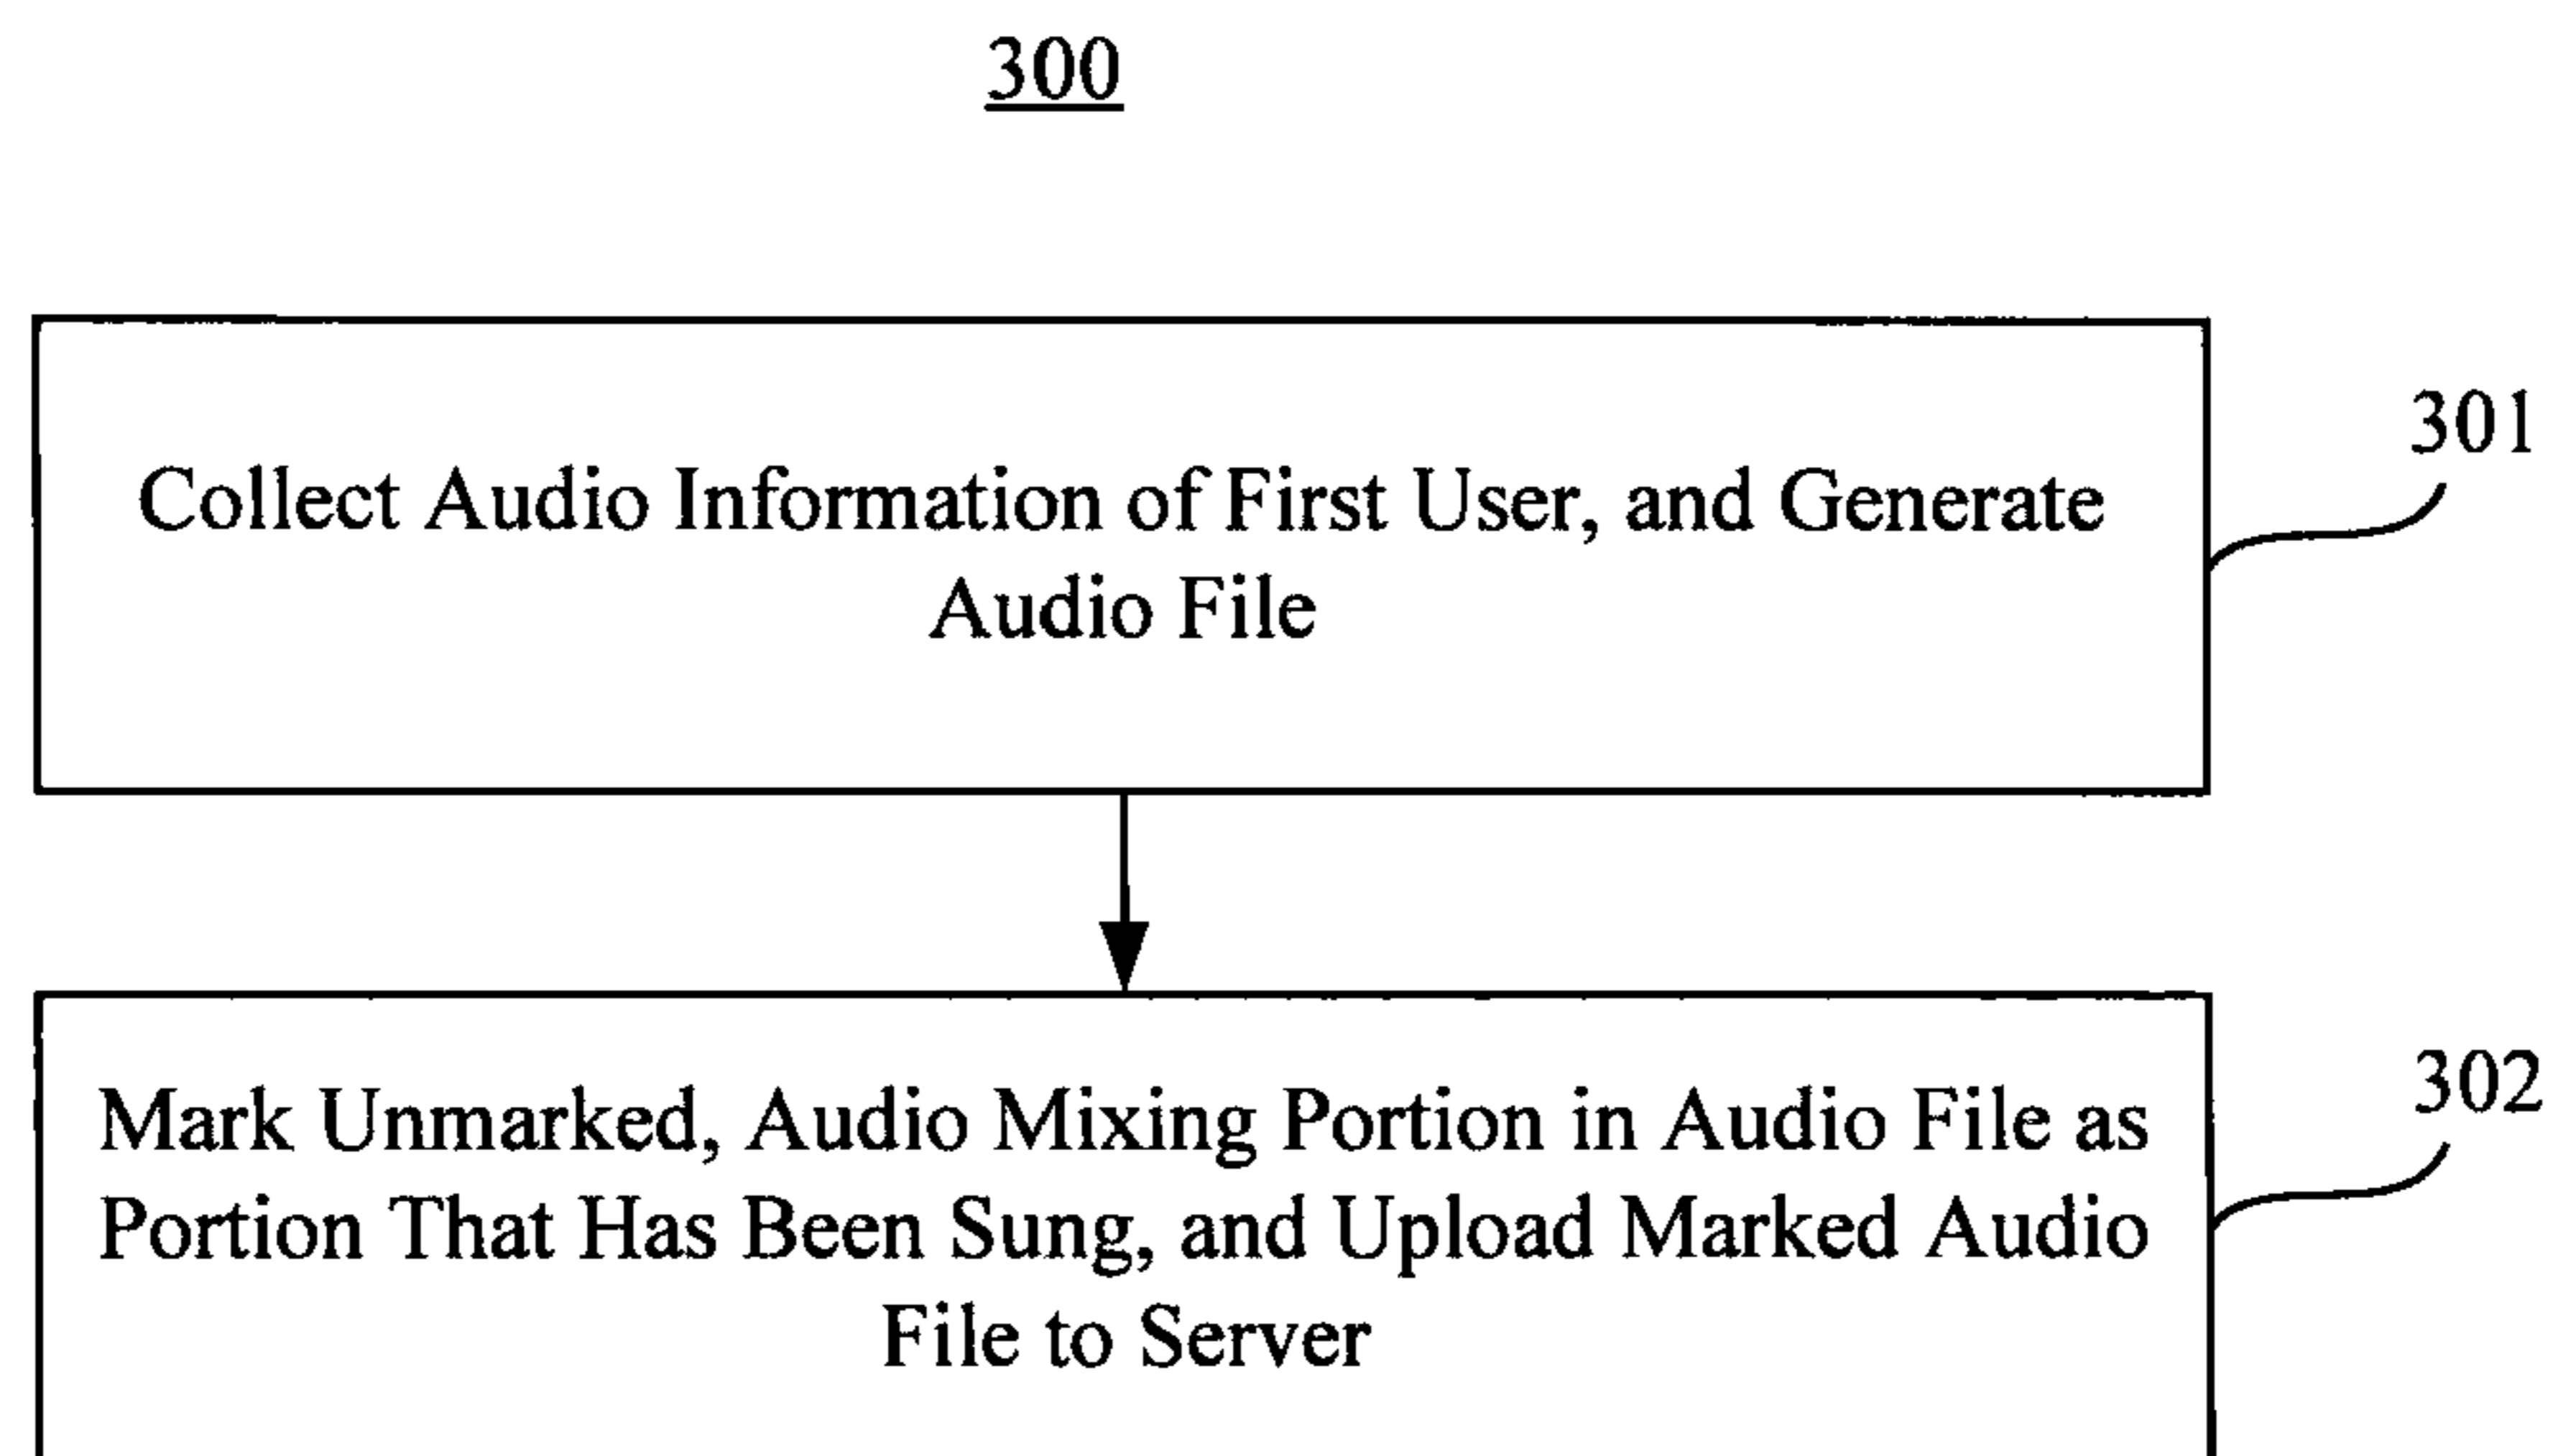 300
Collect Audio Information of First User, and Generate
Audio File
301
Mark Unmarked, Audio Mixing Portion in Audio File as
Portion That Has Been Sung, and Upload Marked Audio
File to Server
302